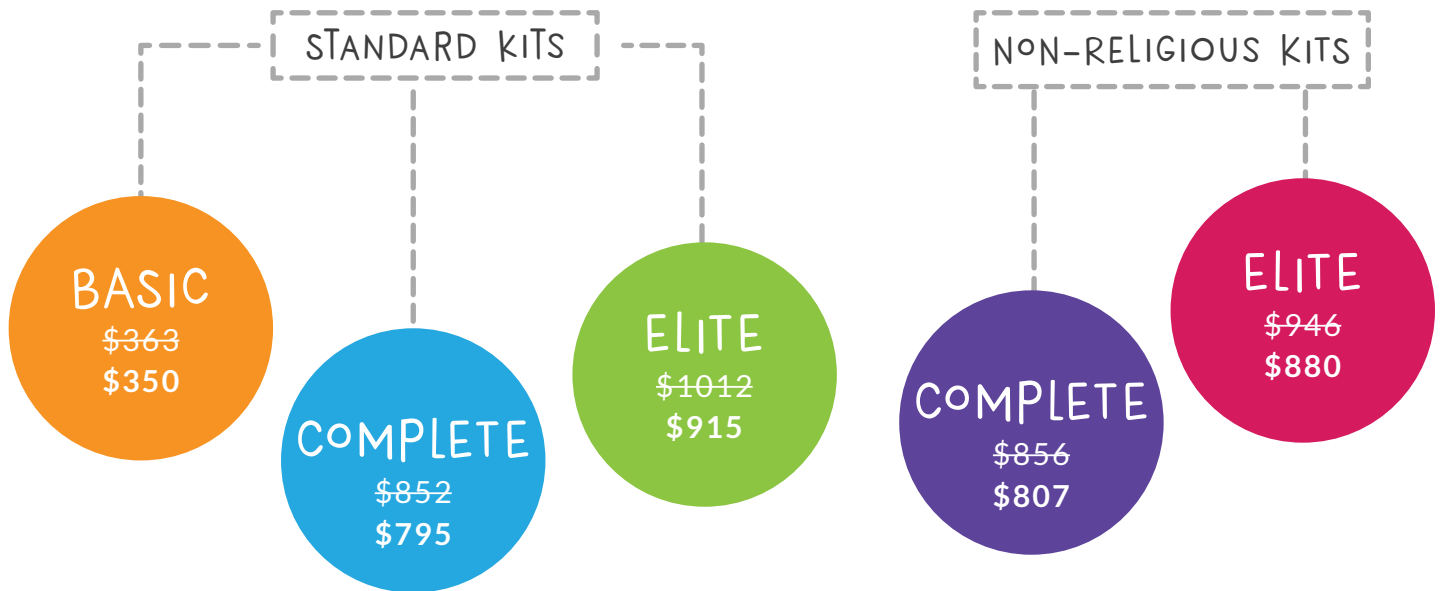 STANDARD KITS
BASIC
$363
$350
COMPLETE
$852
$795
ELITE
$1012
$915
NON-RELIGIOUS KITS
COMPLETE
$856
$807
ELITE
$946
$880